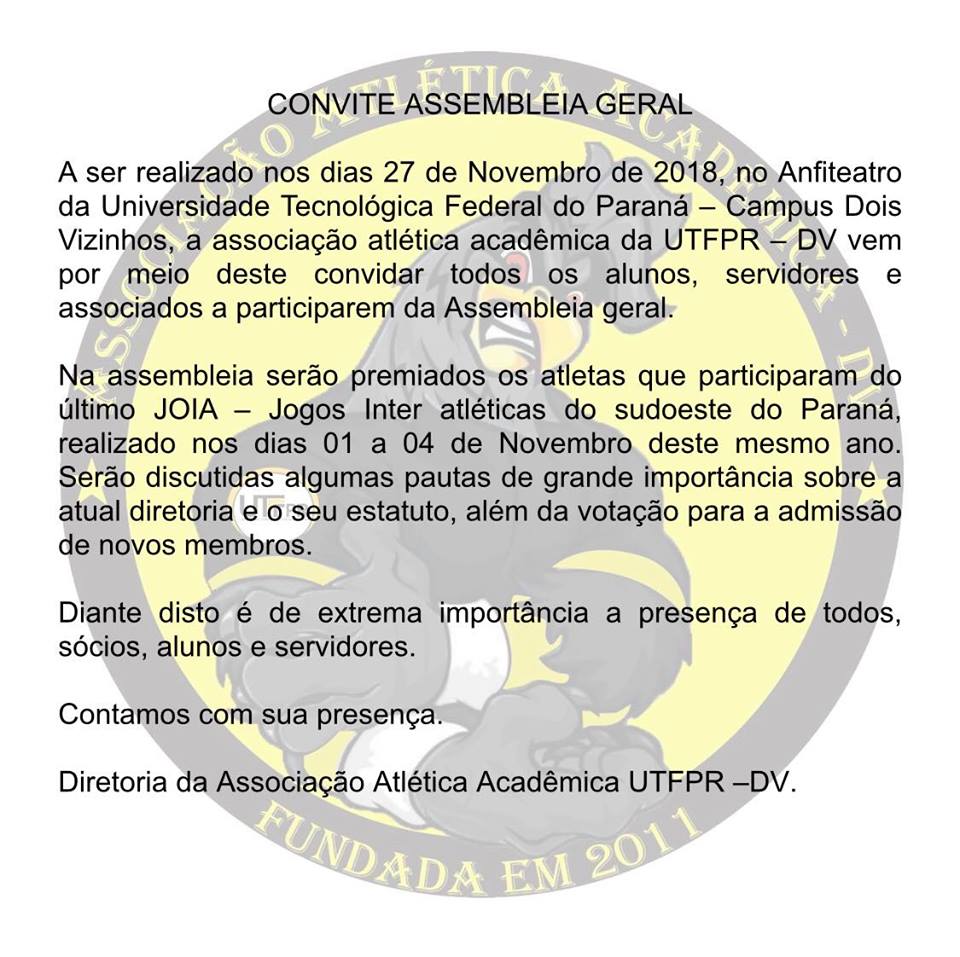 CONVITE ASSEMBLEIA GERAL
A ser realizado nos dias 27 de Novembro de 2018, no Anfiteatro
da Universidade Tecnológica Federal do Paraná – Campus Dois
Vizinhos, a associação atlética acadêmica da UTFPR – DV vem
por meio deste convidar todos os alunos, servidores e
associados a participarem da Assembleia geral.
Na assembleia serão premiados os atletas que participaram do
último JOIA – Jogos Inter atléticas do sudoeste do Paraná,
realizado nos dias 01 a 04 de Novembro deste mesmo ano.
Serão discutidas algumas pautas de grande importância sobre a
atual diretoria e o seu estatuto, além da votação para a admissão
de novos membros.
Diante disto é de extrema importância a presença de todos,
sócios, alunos e servidores.
Contamos com sua presença.
Diretoria da Associação Atlética Acadêmica UTFPR –DV.
ASSOCIAÇÃO ATLÉTICA ACADÊMICA - DV
UTFPR
FUNDADA EM 2011